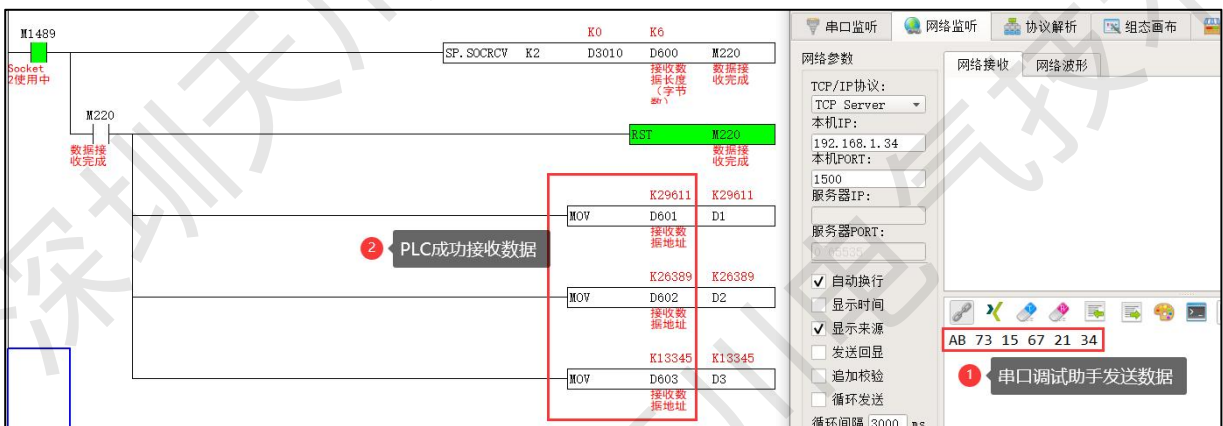 M1489
Socket
2使用中
K0 K6
SP.SOCRCV K2 D3010 D600 M220
接收数
据长度
（字节
数）
数据接
收完成
M220
数据接
收完成
RST M220
数据接
收完成
K29611 K29611
MOV D601 D1
接收数
据地址
2 PLC成功接收数据
K26389 K26389
MOV D602 D2
接收数
据地址
K13345 K13345
MOV D603 D3
接收数
据地址
串口监听 网络监听 协议解析 组态画布
网络参数
TCP/IP协议:
TCP Server
本机IP:
192.168.1.34
本机PORT:
1500
服务器IP:
服务器PORT:
自动换行
显示时间
显示来源
发送回显
追加校验
循环发送
循环间隔 3000 ms
网络接收 网络波形
AB 73 15 67 21 34
1 串口调试助手发送数据